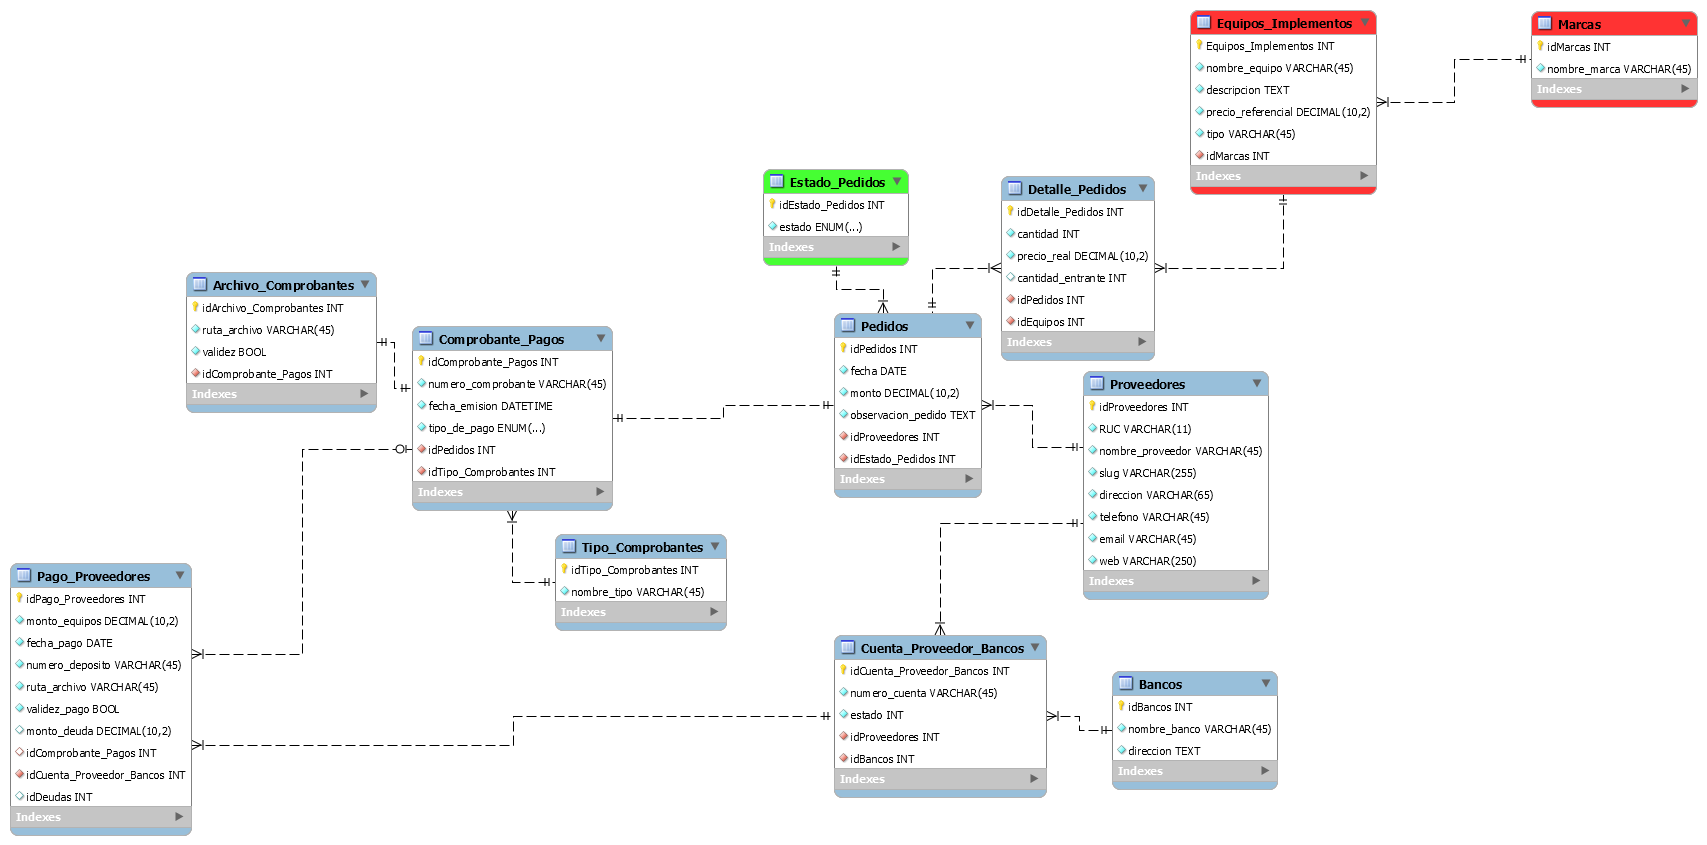 Equipos_Implementos
Equipos_Implementos INT
nombre_equipo VARCHAR(45)
descripcion TEXT
precio_referencial DECIMAL(10,2)
tipo VARCHAR(45)
idMarcas INT
Indexes
Marcas
idMarcas INT
nombre_marca VARCHAR(45)
Indexes
Estado_Pedidos
idEstado_Pedidos INT
estado ENUM(...)
Indexes
Detalle_Pedidos
idDetalle_Pedidos INT
cantidad INT
precio_real DECIMAL(10,2)
cantidad_entrante INT
idPedidos INT
idEquipos INT
Indexes
Archivo_Comprobantes
idArchivo_Comprobantes INT
ruta_archivo VARCHAR(45)
validez BOOL
idComprobante_Pagos INT
Indexes
Comprobante_Pagos
idComprobante_Pagos INT
numero_comprobante VARCHAR(45)
fecha_emision DATETIME
tipo_de_pago ENUM(...)
idPedidos INT
idTipo_Comprobantes INT
Indexes
Pedidos
idPedidos INT
fecha DATE
monto DECIMAL(10,2)
observacion_pedido TEXT
idProveedores INT
idEstado_Pedidos INT
Indexes
Proveedores
idProveedores INT
RUC VARCHAR(11)
nombre_proveedor VARCHAR(45)
slug VARCHAR(255)
direccion VARCHAR(65)
telefono VARCHAR(45)
email VARCHAR(45)
web VARCHAR(250)
Indexes
Tipo_Comprobantes
idTipo_Comprobantes INT
nombre_tipo VARCHAR(45)
Indexes
Pago_Proveedores
idPago_Proveedores INT
monto_equipos DECIMAL(10,2)
fecha_pago DATE
numero_deposito VARCHAR(45)
ruta_archivo VARCHAR(45)
validez_pago BOOL
monto_deuda DECIMAL(10,2)
idComprobante_Pagos INT
idCuenta_Proveedor_Bancos INT
idDeudas INT
Indexes
Cuenta_Proveedor_Bancos
idCuenta_Proveedor_Bancos INT
numero_cuenta VARCHAR(45)
estado INT
idProveedores INT
idBancos INT
Indexes
Bancos
idBancos INT
nombre_banco VARCHAR(45)
direccion TEXT
Indexes